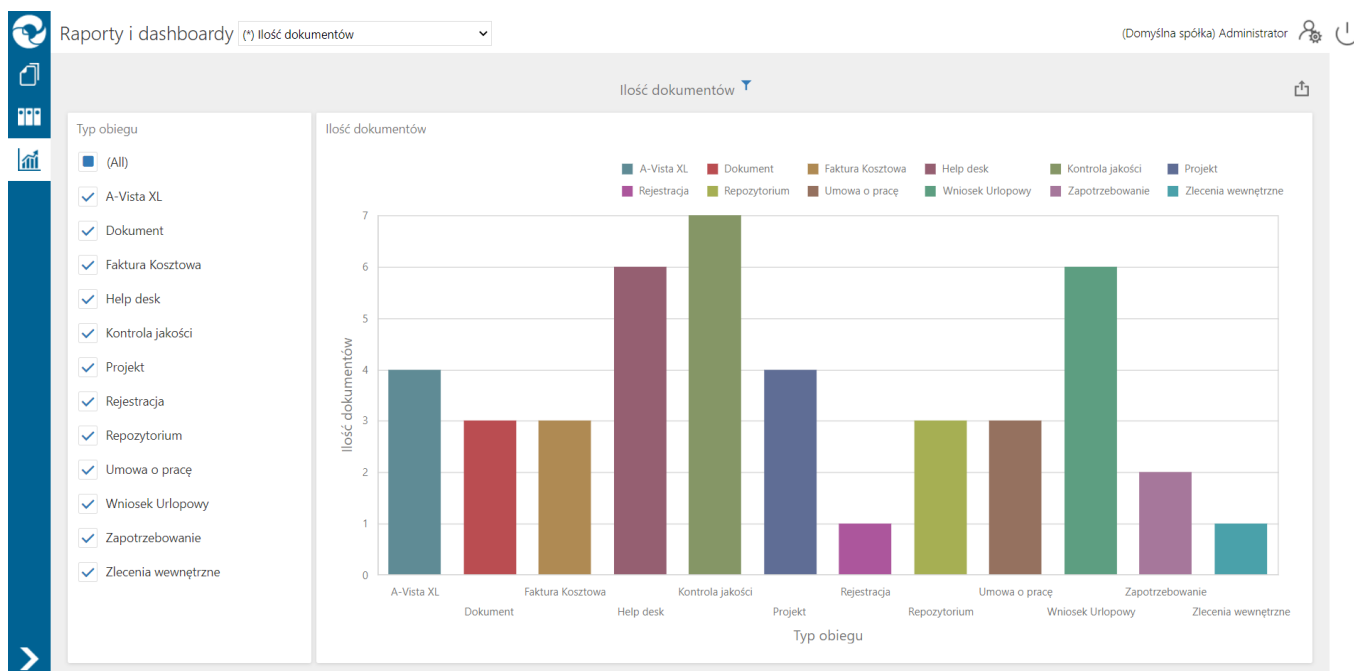 Raporty i dashboardy (*) Ilość dokumentów
(Domyślna spółka) Administrator
Ilość dokumentów
Typ obiegu
(All)
A-Vista XL
Dokument
Faktura Kosztowa
Help desk
Kontrola jakości
Projekt
Rejestracja
Repozytorium
Umowa o pracę
Wniosek Urlopowy
Zapotrzebowanie
Zlecenia wewnętrzne
Ilość dokumentów
A-Vista XL Dokument Faktura Kosztowa Help desk Kontrola jakości Projekt
Rejestracja Repozytorium Umowa o pracę Wniosek Urlopowy Zapotrzebowanie Zlecenia wewnętrzne
Ilość dokumentów
7
6
5
4
3
2
1
0
A-Vista XL Faktura Kosztowa Kontrola jakości Rejestracja Umowa o pracę Zapotrzebowanie
Dokument Help desk Projekt Repozytorium Wniosek Urlopowy Zlecenia wewnętrzne
Typ obiegu